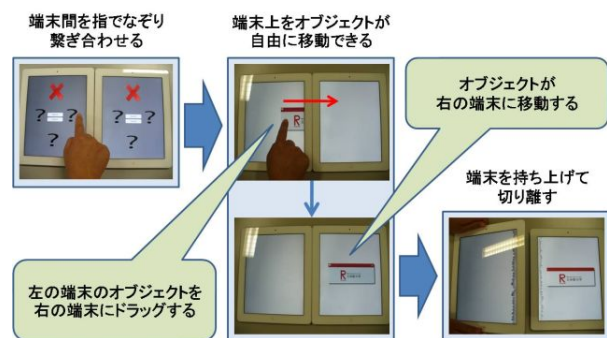 端末間を指でなぞり
繋ぎ合わせる
端末上をオブジェクトが
自由に移動できる
オブジェクトが
右の端末に移動する
? = ?
?
? = ?
?
R
端末を持ち上げて
切り離す
左の端末のオブジェクトを
右の端末にドラッグする
R
R